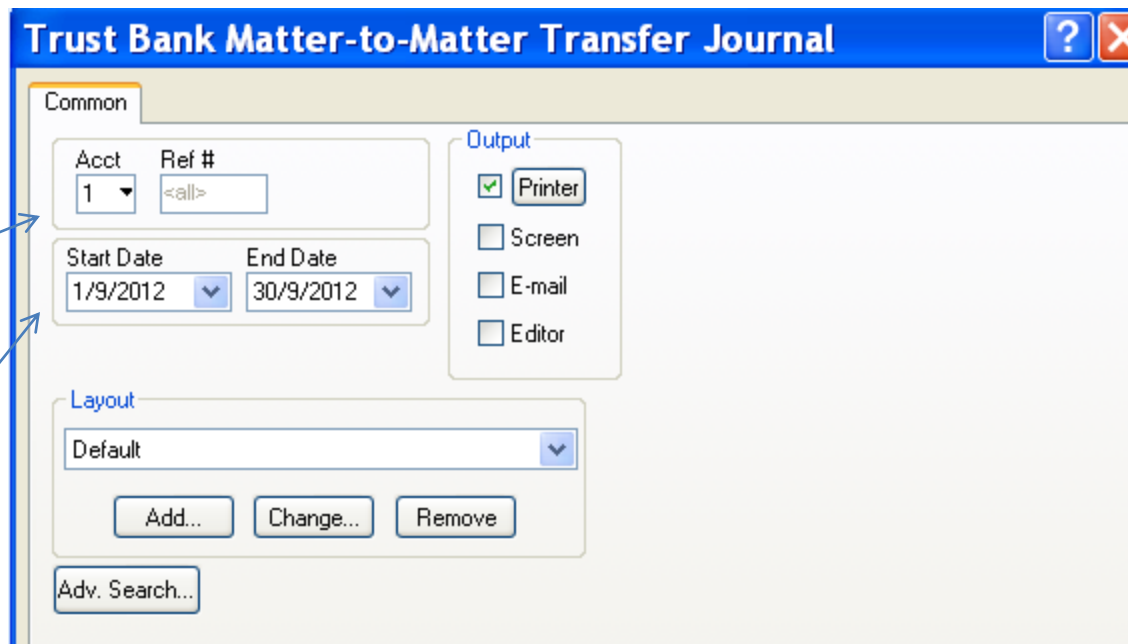 Trust Bank Matter-to-Matter Transfer Journal
Common
Acct Ref #
1 <all>
Start Date End Date
1/9/2012 30/9/2012
Output
Printer
Screen
E-mail
Editor
Layout
Default
Add... Change... Remove
Adv. Search...